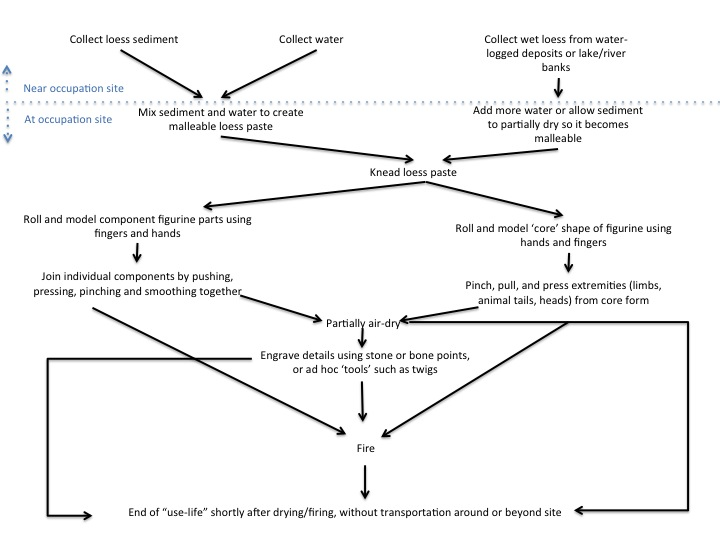 Collect loess sediment
Collect water
Collect wet loess from water-
logged deposits or lake/river
banks
Near occupation site
At occupation site
Mix sediment and water to create
malleable loess paste
Add more water or allow sediment
to partially dry so it becomes
malleable
Knead loess paste
Roll and model component figurine parts using
fingers and hands
Roll and model ‘core’ shape of figurine using
hands and fingers
Join individual components by pushing,
pressing, pinching and smoothing together
Pinch, pull, and press extremities (limbs,
animal tails, heads) from core form
Partially air-dry
Engrave details using stone or bone points,
or ad hoc ‘tools’ such as twigs
Fire
End of “use-life” shortly after drying/firing, without transportation around or beyond site